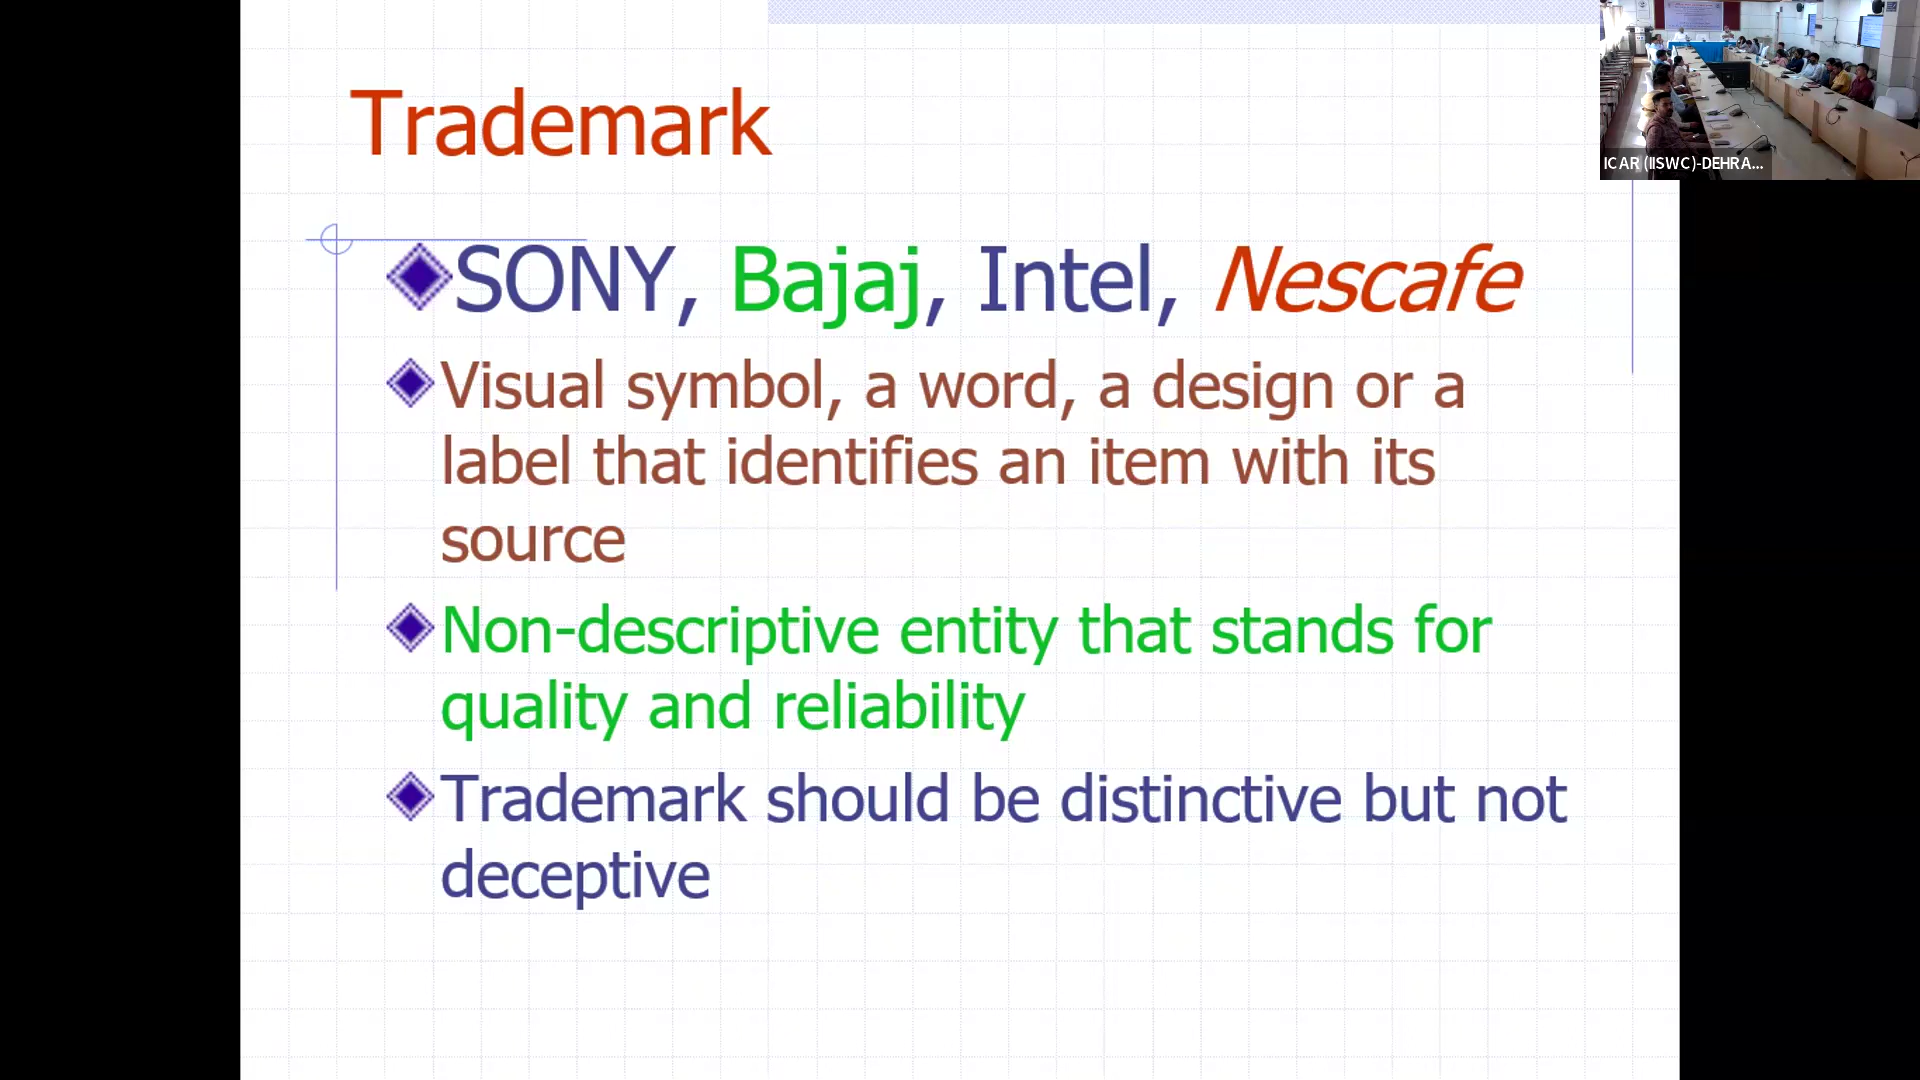 Trademark
SONY, Bajaj, Intel, Nescafe
Visual symbol, a word, a design or a
label that identifies an item with its
source
Non-descriptive entity that stands for
quality and reliability
Trademark should be distinctive but not
deceptive
ICAR (IISWC)-DEHRA...